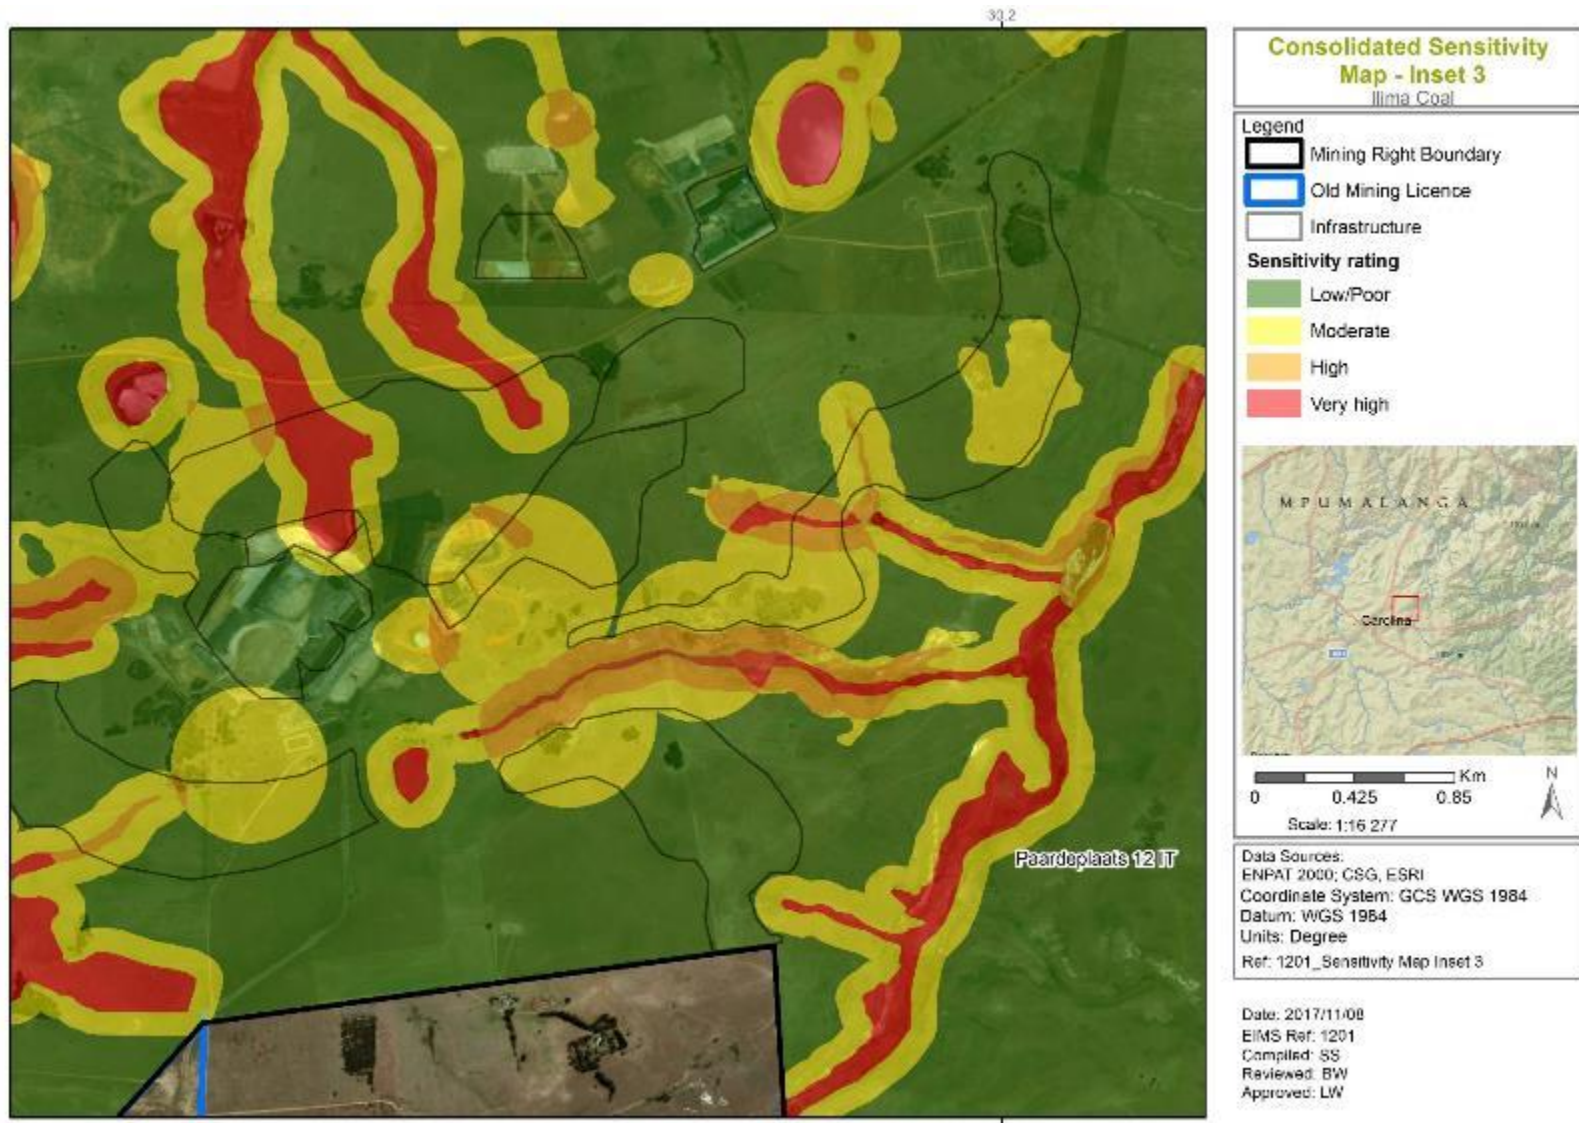 30.2
Consolidated Sensitivity
Map - Inset 3
Ilima Coal
Legend
Mining Right Boundary
Old Mining Licence
Infrastructure
Sensitivity rating
Low/Poor
Moderate
High
Very high
MPUMALANGA
Carolina
Km
N
0 0.425 0.85
Scale: 1:16 277
Paardeplaats 12 IT
Data Sources:
ENPAT 2000; CSG, ESRI
Coordinate System: GCS WGS 1984
Datum: WGS 1984
Units: Degree
Ref: 1201_Sensitivity Map Inset 3
Date: 2017/11/08
EIMS Ref: 1201
Compiled: SS
Reviewed: BW
Approved: LW